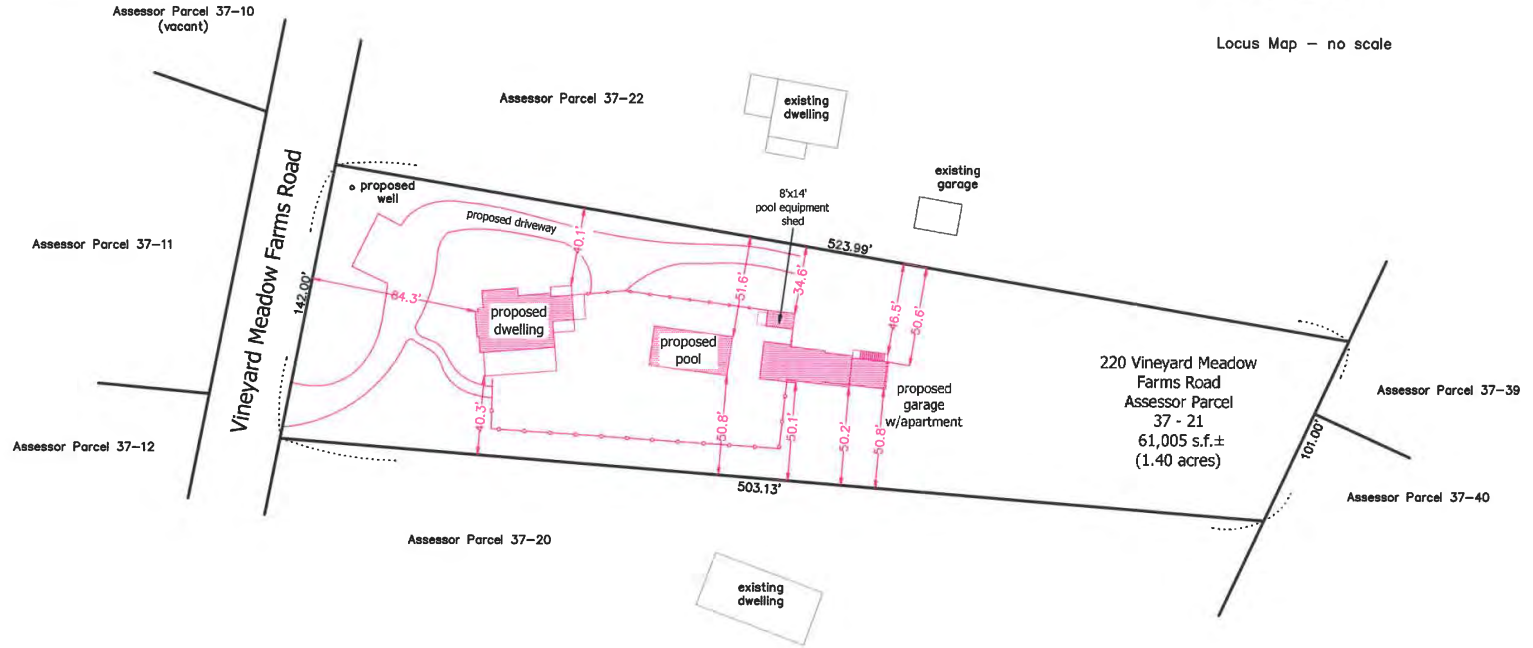 Assessor Parcel 37-10
(vacant)
Locus Map - no scale
Assessor Parcel 37-22
existing
dwelling
existing
garage
8'x14'
pool equipment
shed
proposed
well
proposed driveway
523.99'
Assessor Parcel 37-11
Vineyard Meadow Farms Road
142.00'
84.3'
40.1'
51.6'
34.6'
46.5'
50.6'
proposed
dwelling
proposed
pool
proposed
garage
w/apartment
220 Vineyard Meadow
Farms Road
Assessor Parcel
37 - 21
61,005 s.f.±
(1.40 acres)
Assessor Parcel 37-39
101.00'
Assessor Parcel 37-12
40.3'
50.8'
50.1'
50.2'
50.8'
503.13'
Assessor Parcel 37-40
Assessor Parcel 37-20
existing
dwelling